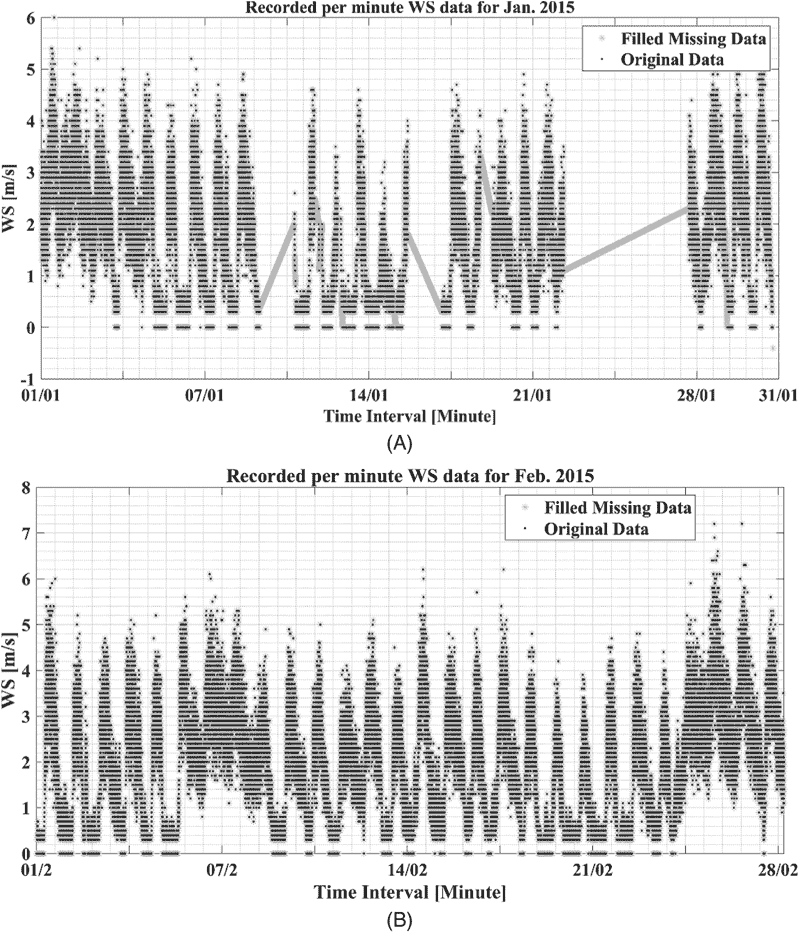 Recorded per minute WS data for Jan. 2015
6
Filled Missing Data
Original Data
5
4
3
WS [m/s]
2
1
0
-1
01/01 07/01 14/01 21/01 28/01 31/01
Time Interval [Minute]
(A)
Recorded per minute WS data for Feb. 2015
8
Filled Missing Data
Original Data
7
6
5
4
WS [m/s]
3
2
1
0
01/2 07/2 14/02 21/02 28/02
Time Interval [Minute]
(B)